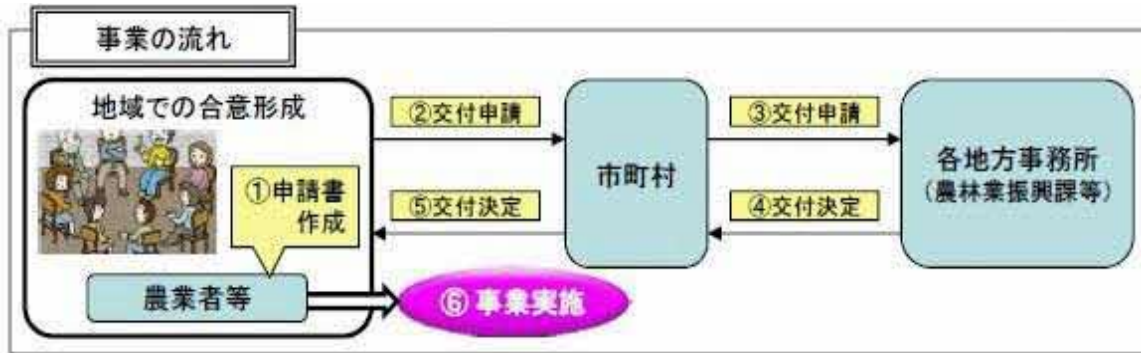 事業の流れ
地域での合意形成
①申請書
作成
農業者等
②交付申請
⑤交付決定
市町村
③交付申請
④交付決定
各地方事務所
(農林業振興課等)
⑥ 事業実施